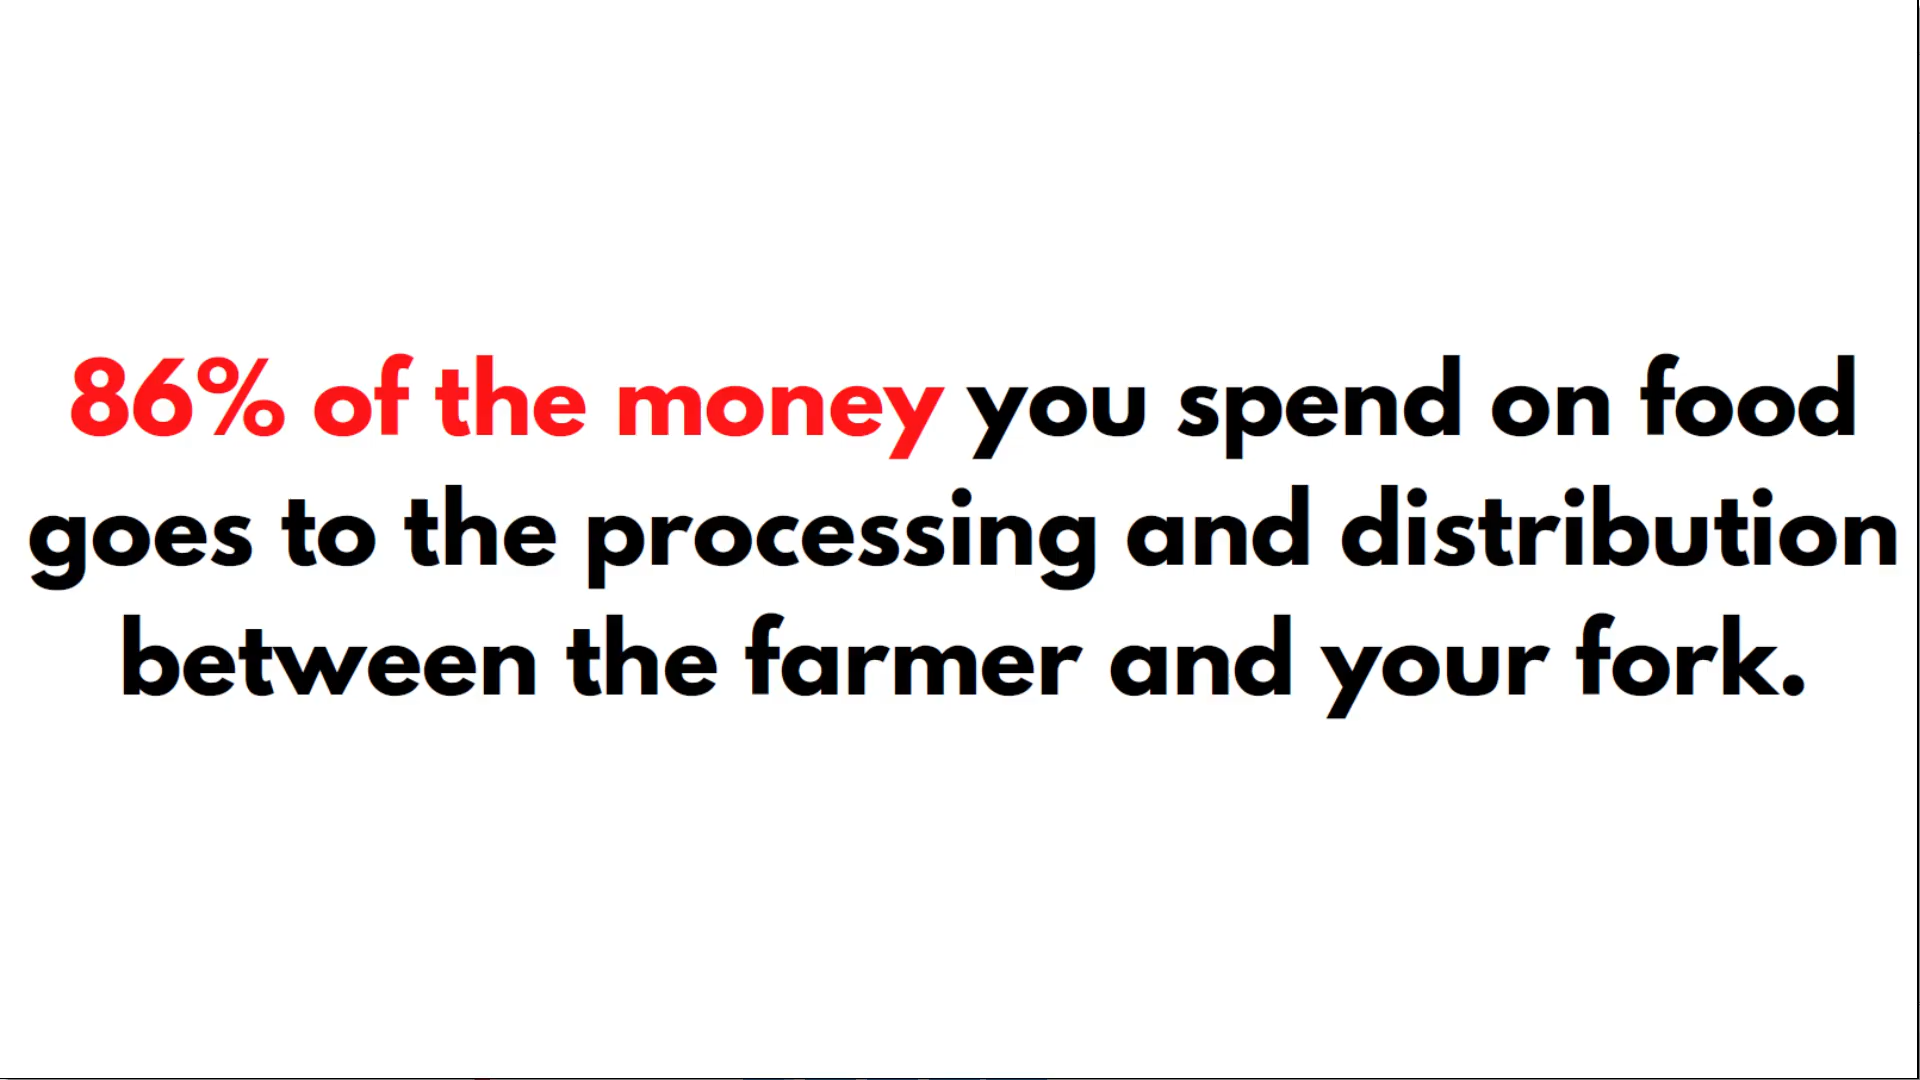 86% of the money you spend on food
goes to the processing and distribution
between the farmer and your fork.